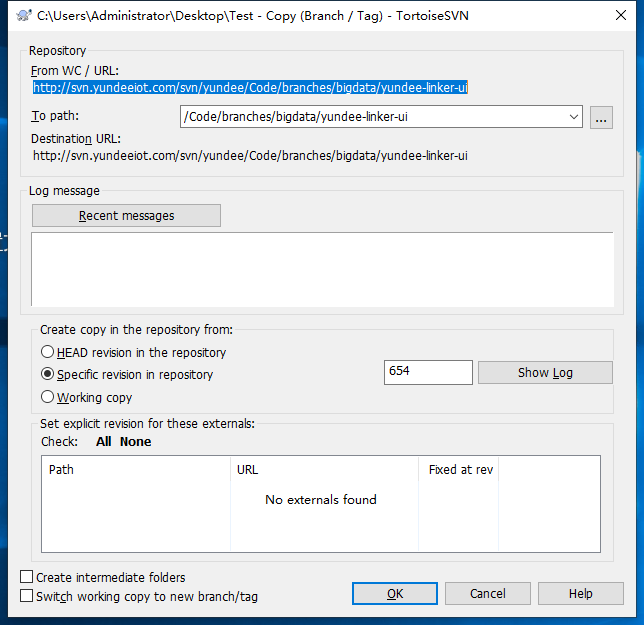 C:\Users\Administrator\Desktop\Test - Copy (Branch / Tag) - TortoiseSVN
Repository
From WC / URL:
http://svn.yundeeiot.com/svn/yundee/Code/branches/bigdata/yundee-linker-ui
To path: /Code/branches/bigdata/yundee-linker-ui ...
Destination URL:
http://svn.yundeeiot.com/svn/yundee/Code/branches/bigdata/yundee-linker-ui
Log message
Recent messages
Create copy in the repository from:
HEAD revision in the repository
Specific revision in repository 654 Show Log
Working copy
Set explicit revision for these externals:
Check: All None
Path URL Fixed at rev
No externals found
Create intermediate folders
Switch working copy to new branch/tag
OK Cancel Help